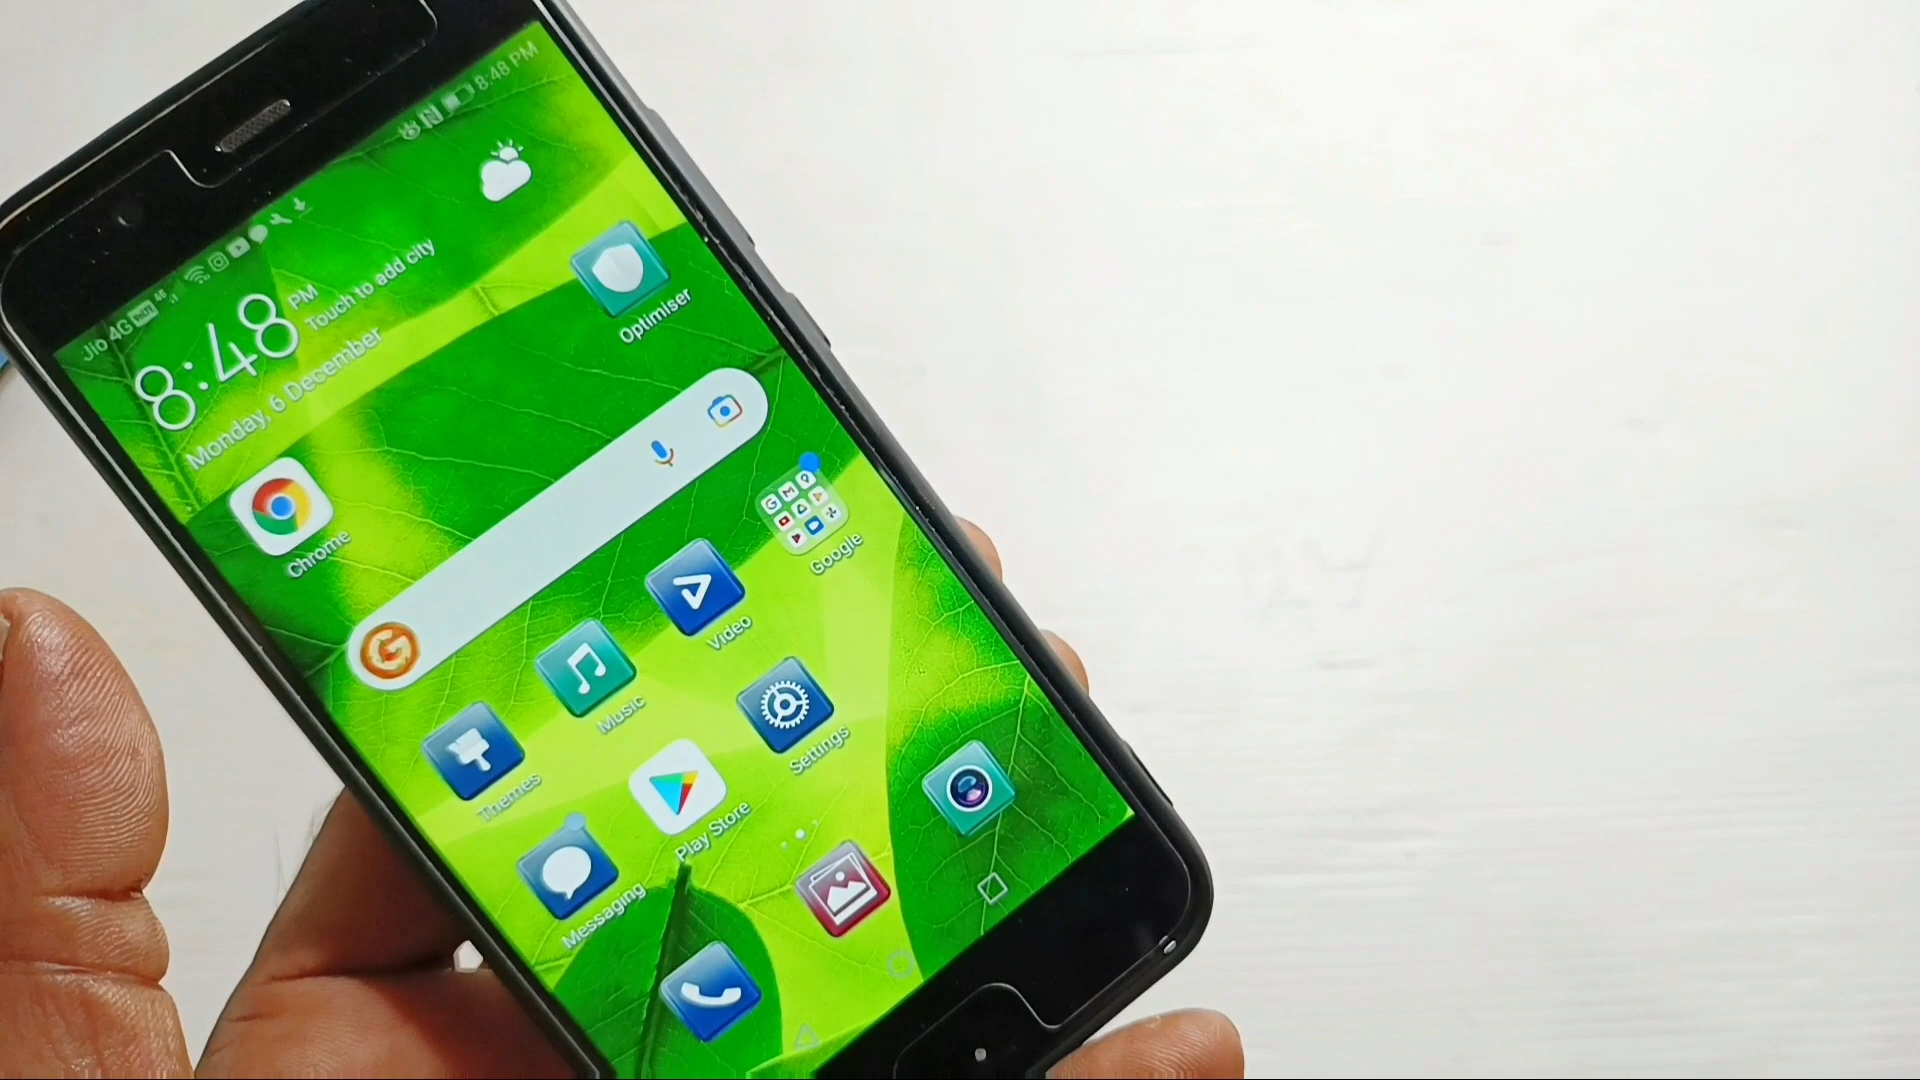 8:48 PM
Jio 4G
8:48 PM
Touch to add city
Monday, 6 December
Optimiser
Chrome
Google
Video
Music
Themes
Settings
Play Store
Messaging